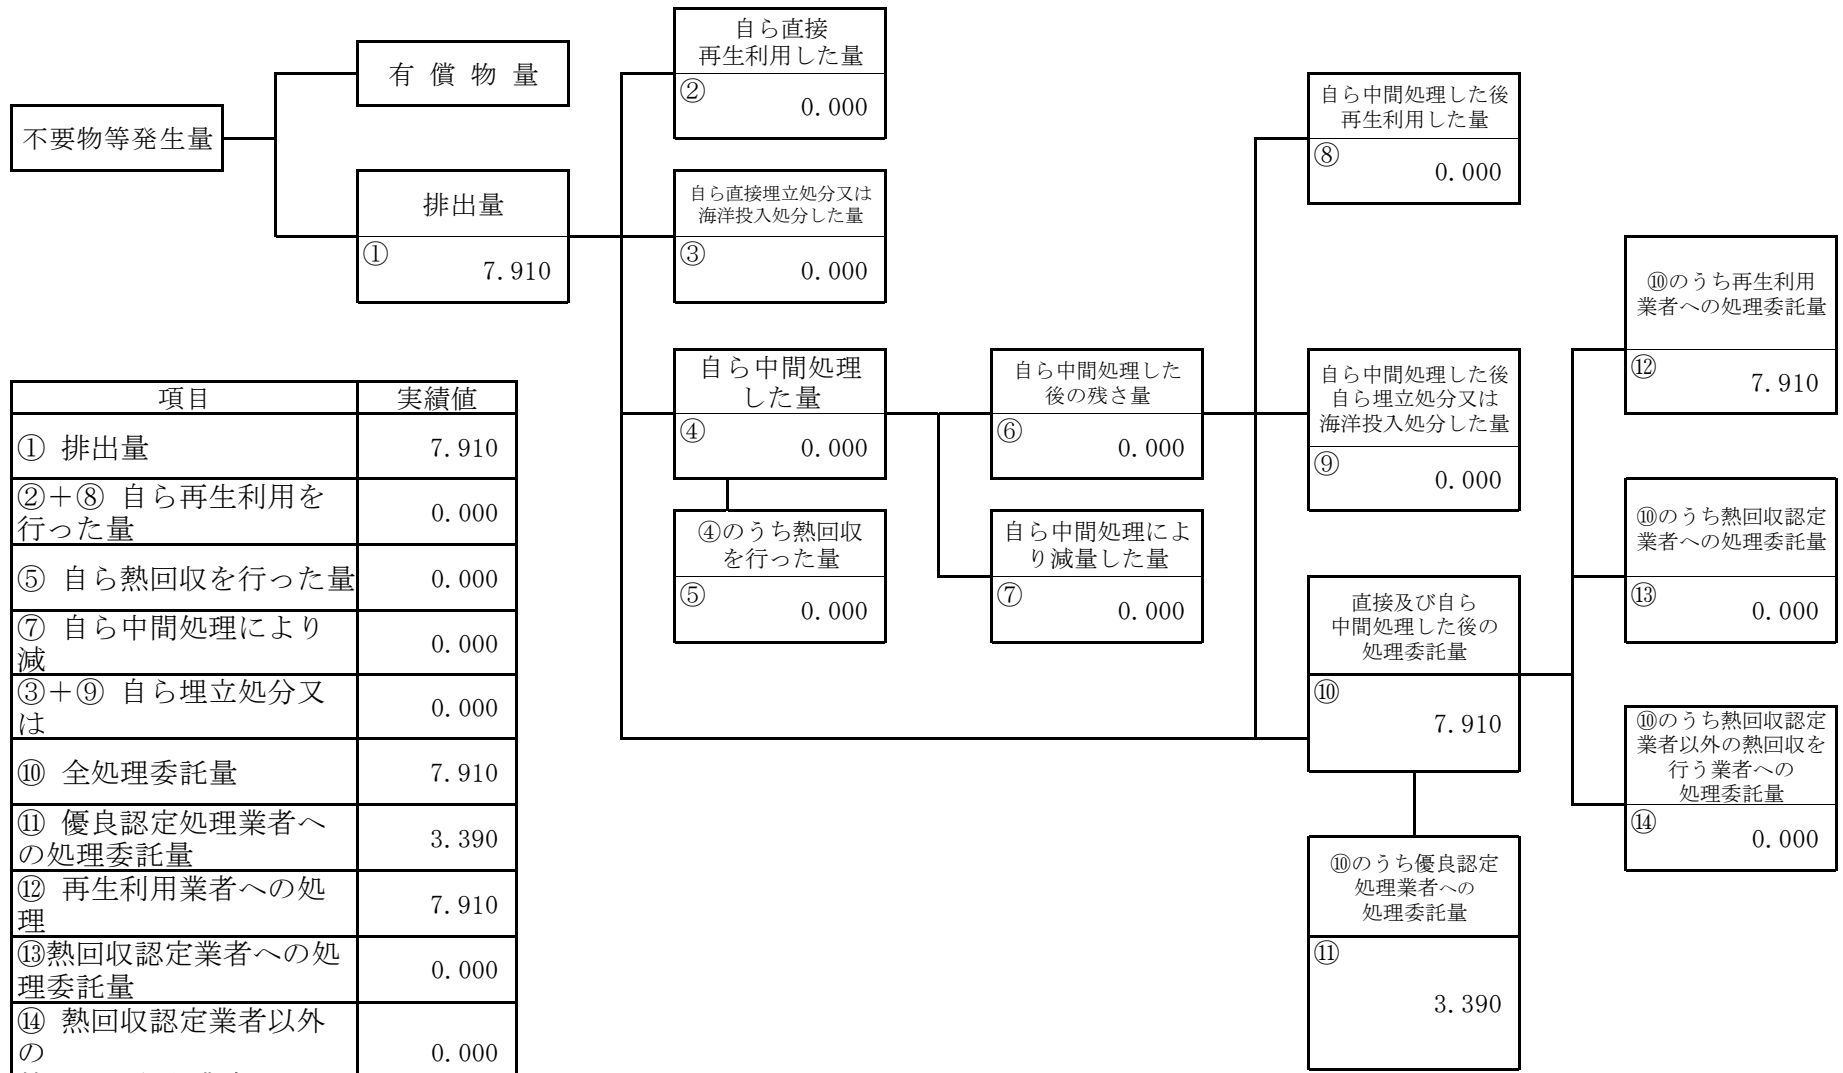 不要物等発生量
有 償 物 量
排出量
①
7.910
自ら直接
再生利用した量
②
0.000
自ら直接埋立処分又は
海洋投入処分した量
③
0.000
自ら中間処理
した量
④
0.000
④のうち熱回収
を行った量
⑤
0.000
自ら中間処理した
後の残さ量
⑥
0.000
自ら中間処理によ
り減量した量
⑦
0.000
自ら中間処理した後
再生利用した量
⑧
0.000
自ら中間処理した後
自ら埋立処分又は
海洋投入処分した量
⑨
0.000
直接及び自ら
中間処理した後の
処理委託量
⑩
7.910
⑩のうち優良認定
処理業者への
処理委託量
⑪
3.390
⑩のうち再生利用
業者への処理委託量
⑫
7.910
⑩のうち熱回収認定
業者への処理委託量
⑬
0.000
⑩のうち熱回収認定
業者以外の熱回収を
行う業者への
処理委託量
⑭
0.000
項目 実績値
① 排出量 7.910
②+⑧ 自ら再生利用を
行った量 0.000
⑤ 自ら熱回収を行った量 0.000
⑦ 自ら中間処理により
減 0.000
③+⑨ 自ら埋立処分又
は 0.000
⑩ 全処理委託量 7.910
⑪ 優良認定処理業者へ
の処理委託量 3.390
⑫ 再生利用業者への処
理 7.910
⑬熱回収認定業者への処
理委託量 0.000
⑭ 熱回収認定業者以外
の 0.000